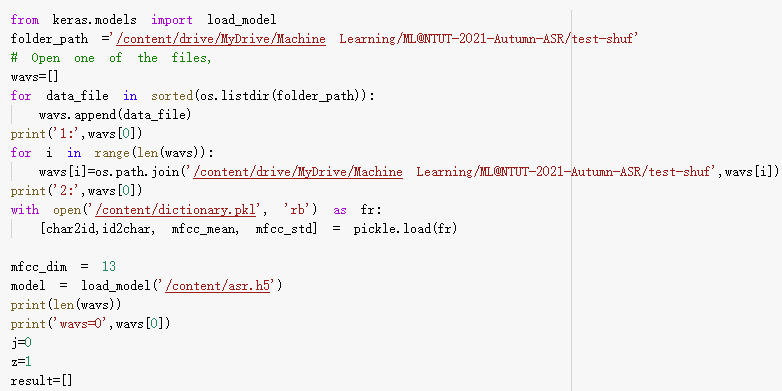 from keras.models import load_model
folder_path ='/content/drive/MyDrive/Machine Learning/ML@NTUT-2021-Autumn-ASR/test-shuf'
# Open one of the files,
wavs=[]
for data_file in sorted(os.listdir(folder_path)):
    wavs.append(data_file)
print('1:',wavs[0])
for i in range(len(wavs)):
    wavs[i]=os.path.join('/content/drive/MyDrive/Machine Learning/ML@NTUT-2021-Autumn-ASR/test-shuf',wavs[i])
print('2:',wavs[0])
with open('/content/dictionary.pkl', 'rb') as fr:
    [char2id,id2char, mfcc_mean, mfcc_std] = pickle.load(fr)
mfcc_dim = 13
model = load_model('/content/asr.h5')
print(len(wavs))
print('wavs=0',wavs[0])
j=0
z=1
result=[]